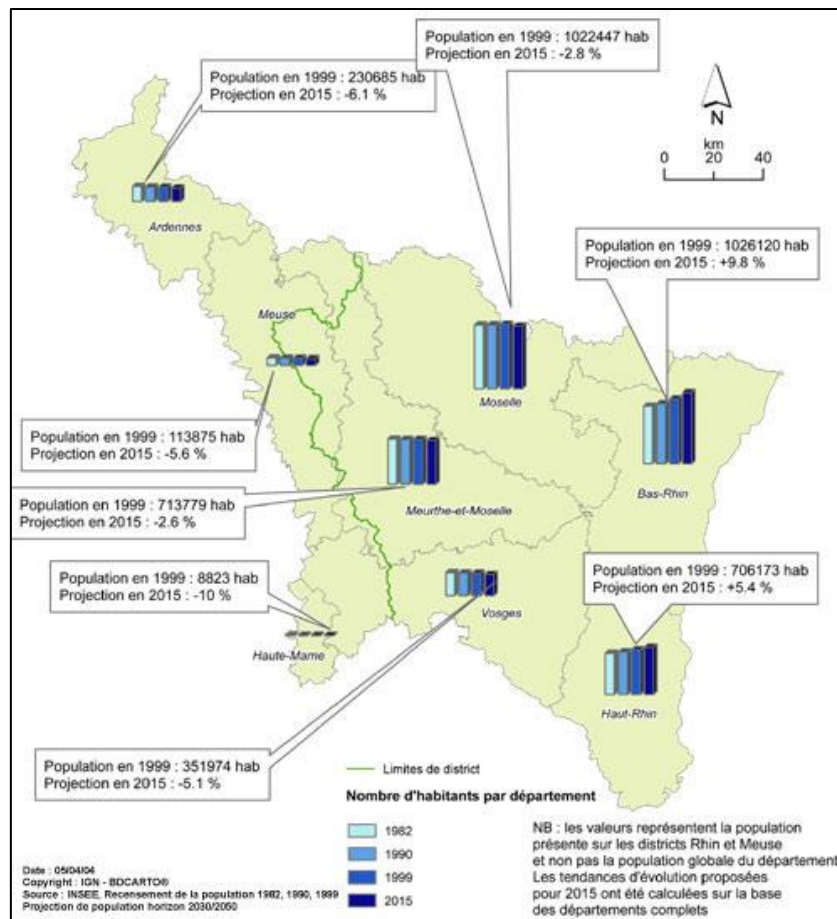 Population en 1999 : 1022447 hab
Projection en 2015 : -2.8 %
Population en 1999 : 230685 hab
Projection en 2015 : -6.1 %
N
km
0 20 40
Ardennes
Population en 1999 : 1026120 hab
Projection en 2015 : +9.8 %
Meuse
Moselle
Population en 1999 : 113875 hab
Projection en 2015 : -5.6 %
Bas-Rhin
Population en 1999 : 713779 hab
Projection en 2015 : -2.6 %
Meurthe-et-Moselle
Population en 1999 : 8823 hab
Projection en 2015 : -10 %
Population en 1999 : 706173 hab
Projection en 2015 : +5.4 %
Vosges
Haute-Marne
Haut-Rhin
Population en 1999 : 351974 hab
Projection en 2015 : -5.1 %
Limites de district
Nombre d'habitants par département
1982
1990
1999
2015
NB : les valeurs représentent la population
présente sur les districts Rhin et Meuse
et non pas la population globale du département
Les tendances d'évolution proposées
pour 2015 ont été calculées sur la base
des départements complets
Date : 05/04/04
Copyright : IGN - BDCARTO®
Source : INSEE, Recensement de la population 1982, 1990, 1999
Projection de population horizon 2030/2050